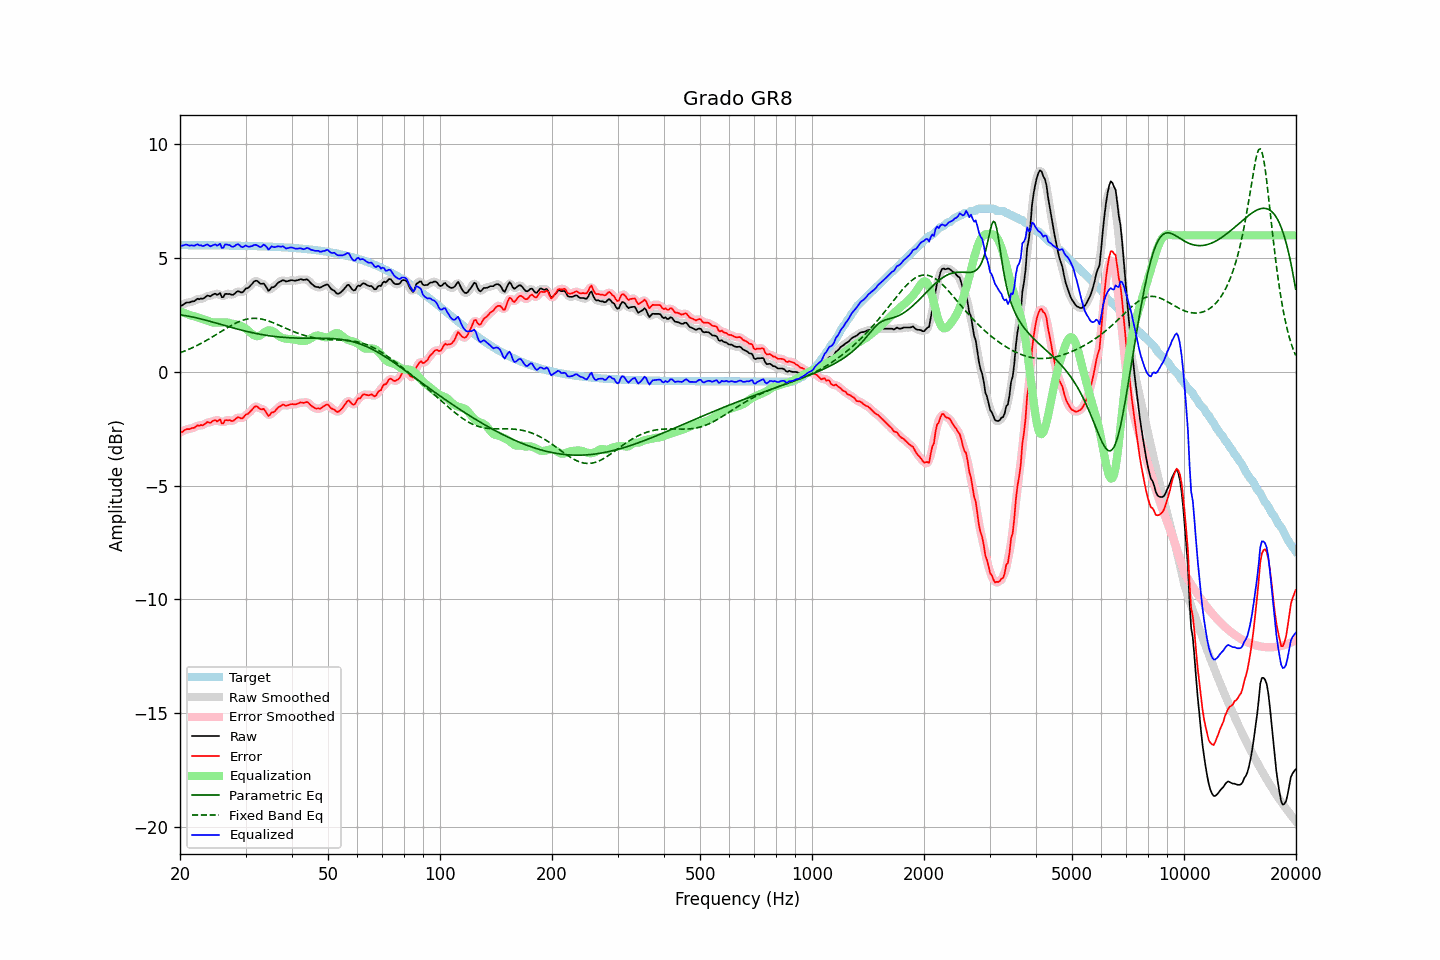 Grado GR8
10
5
0
−5
−10
−15
−20
Amplitude (dBr)
Target
Raw Smoothed
Error Smoothed
Raw
Error
Equalization
Parametric Eq
Fixed Band Eq
Equalized
20 50 100 200 500 1000 2000 5000 10000 20000
Frequency (Hz)